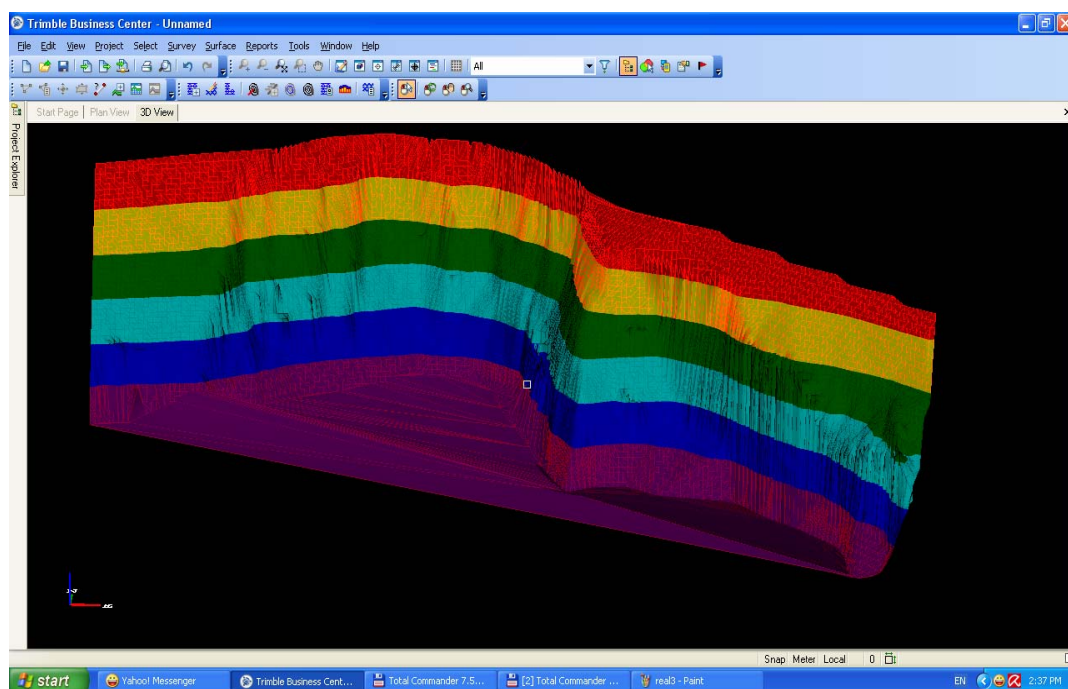 Trimble Business Center - Unnamed
File Edit View Project Select Survey Surface Reports Tools Window Help
All
Start Page Plan View 3D View
Project Explorer
Snap Meter Local 0
start Yahoo! Messenger Trimble Business Cent... Total Commander 7.5... [2] Total Commander ... real3 - Paint EN 2:37 PM